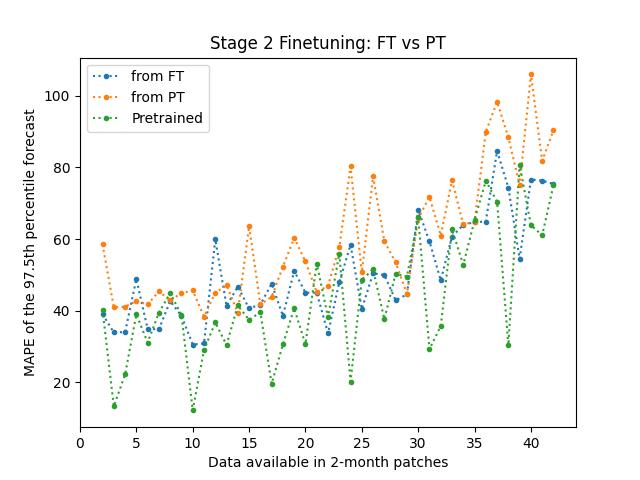 Stage 2 Finetuning: FT vs PT
from FT
from PT
Pretrained
MAPE of the 97.5th percentile forecast
100
80
60
40
20
0 5 10 15 20 25 30 35 40
Data available in 2-month patches